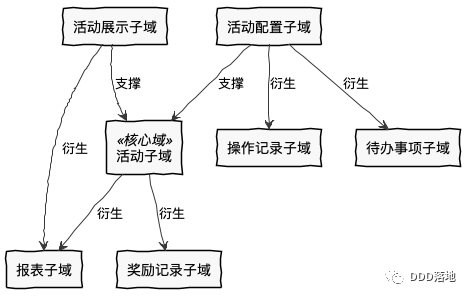 活动展示子域
活动配置子域
支撑
支撑
衍生
衍生
«核心域»
活动子域
操作记录子域
待办事项子域
衍生
衍生
衍生
报表子域
奖励记录子域
DDD落地